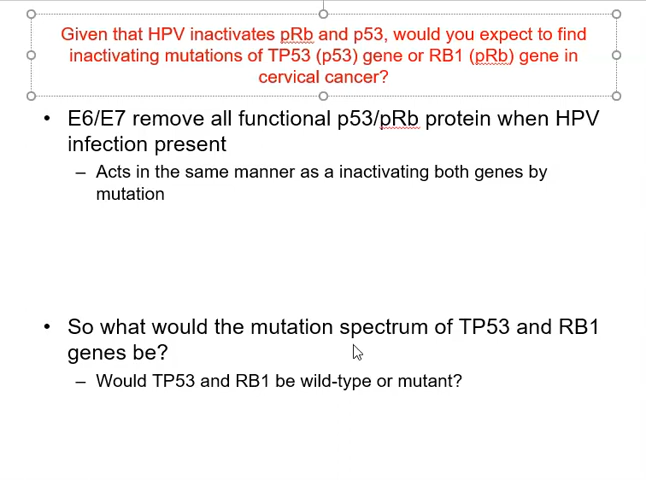 Given that HPV inactivates pRb and p53, would you expect to find
inactivating mutations of TP53 (p53) gene or RB1 (pRb) gene in
cervical cancer?
• E6/E7 remove all functional p53/pRb protein when HPV
infection present
– Acts in the same manner as a inactivating both genes by
mutation
• So what would the mutation spectrum of TP53 and RB1
genes be?
– Would TP53 and RB1 be wild-type or mutant?